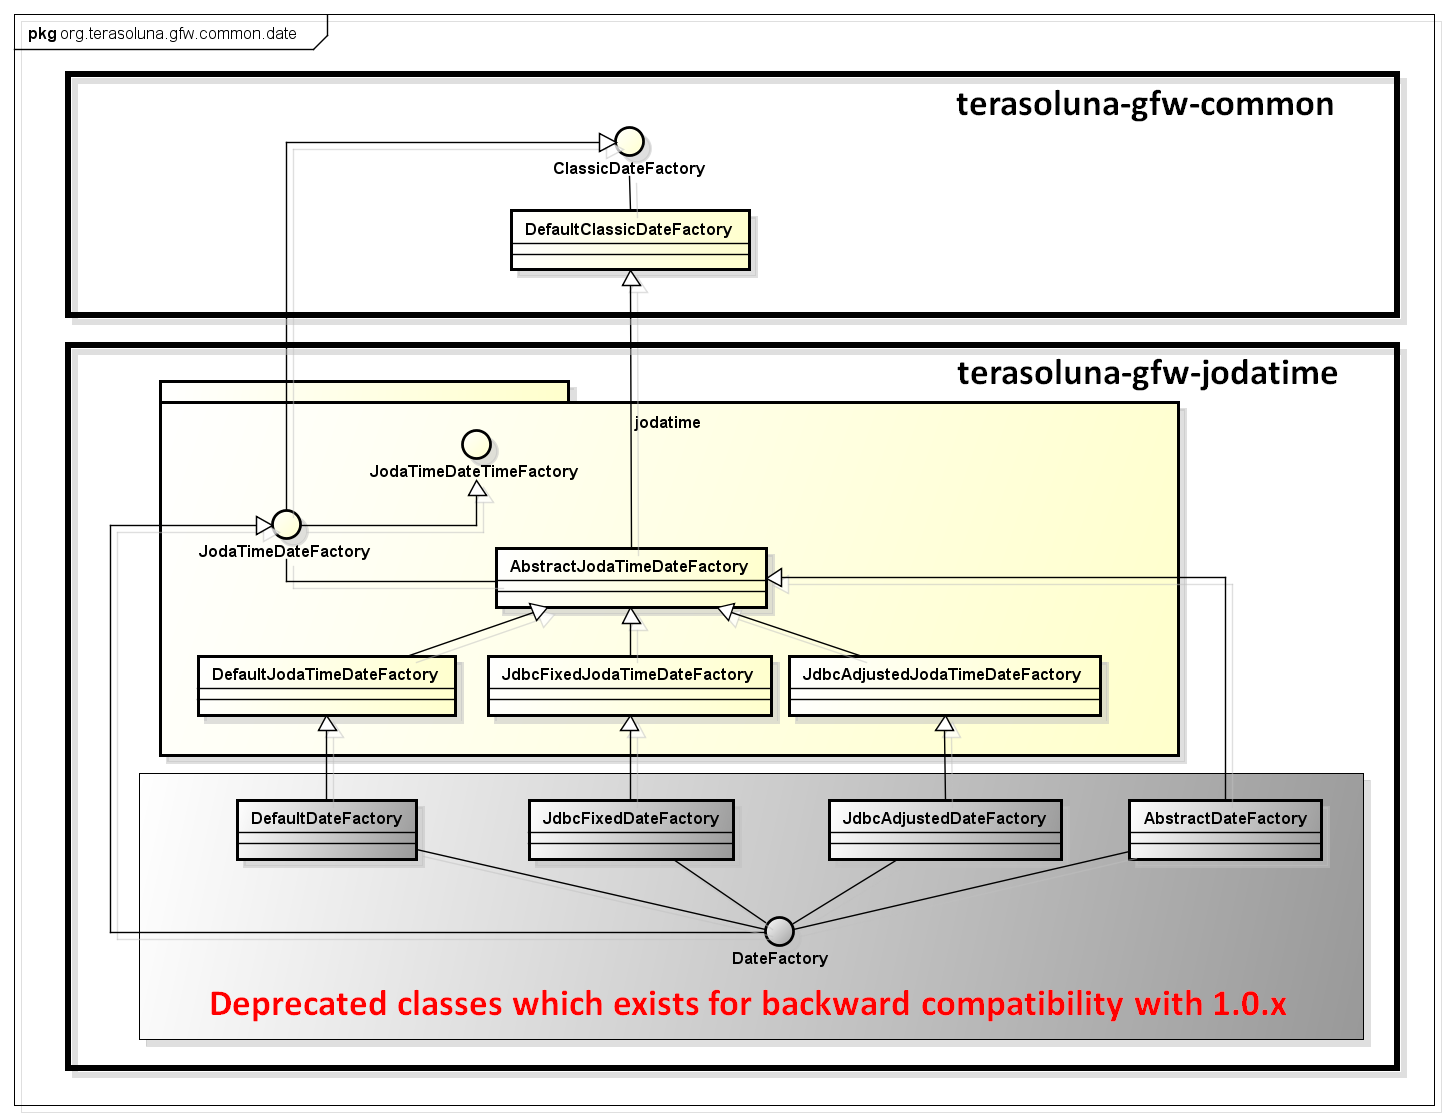 pkg org.terasoluna.gfw.common.date
terasoluna-gfw-common
ClassicDateFactory
DefaultClassicDateFactory
terasoluna-gfw-jodatime
jodatime
JodaTimeDateTimeFactory
JodaTimeDateFactory
AbstractJodaTimeDateFactory
DefaultJodaTimeDateFactory
JdbcFixedJodaTimeDateFactory
JdbcAdjustedJodaTimeDateFactory
DefaultDateFactory
JdbcFixedDateFactory
JdbcAdjustedDateFactory
AbstractDateFactory
DateFactory
Deprecated classes which exists for backward compatibility with 1.0.x